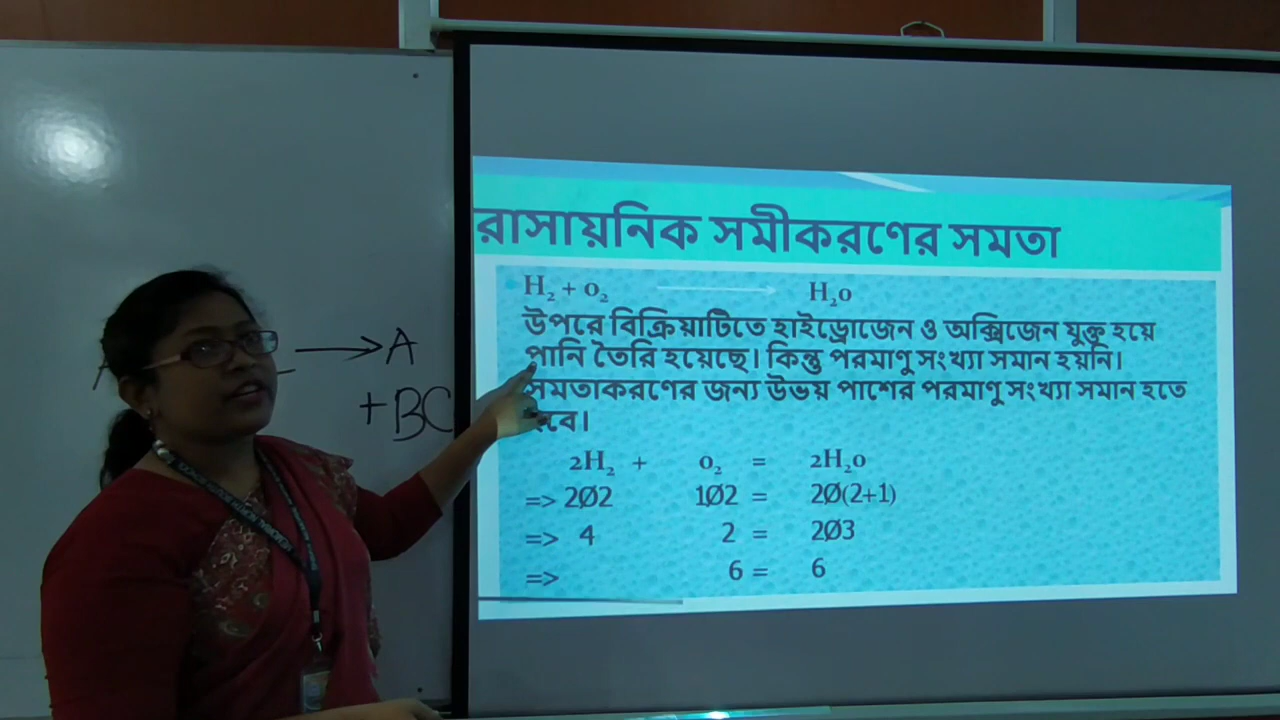 রাসায়নিক সমীকরণের সমতা
H₂ + o₂ ⟶ H₂o
উপরে বিক্রিয়াটিতে হাইড্রোজেন ও অক্সিজেন যুক্ত হয়ে
পানি তৈরি হয়েছে। কিন্তু পরমাণু সংখ্যা সমান হয়নি।
সমতাকরণের জন্য উভয় পাশের পরমাণু সংখ্যা সমান হতে
হবে।
2H₂ + o₂ = 2H₂o
=> 2Ø2 1Ø2 = 2Ø(2+1)
=> 4 2 = 2Ø3
=> 6 = 6
⟶ A
+ BC